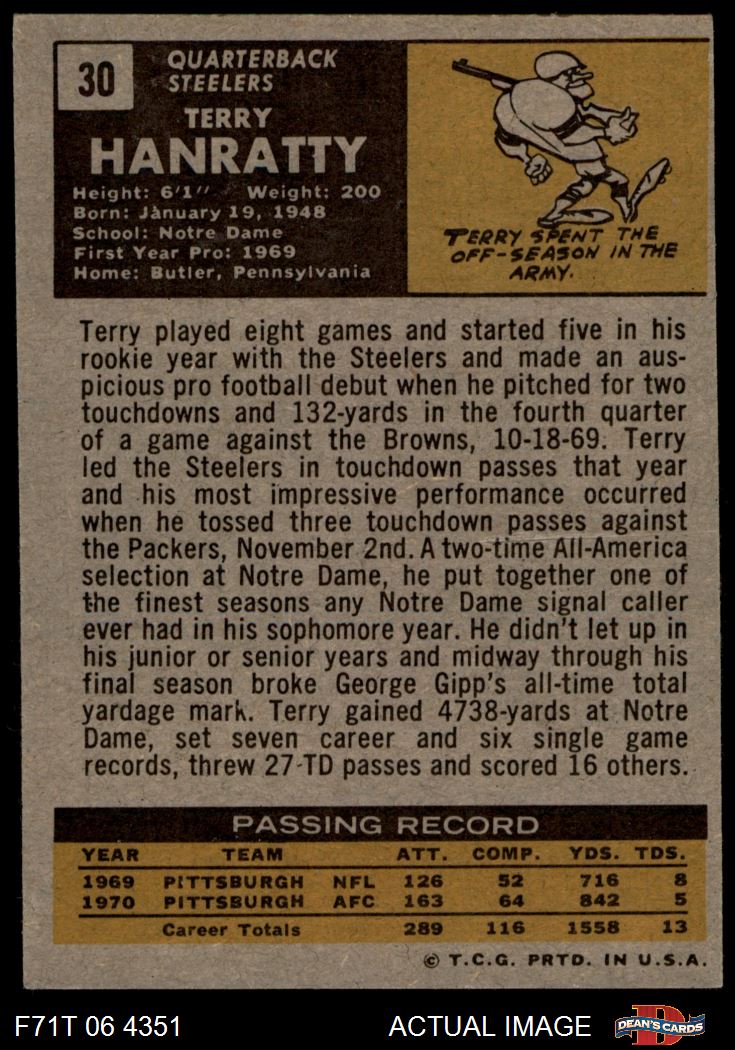 30
QUARTERBACK
STEELERS
TERRY
HANRATTY
Height: 6'1" Weight: 200
Born: January 19, 1948
School: Notre Dame
First Year Pro: 1969
Home: Butler, Pennsylvania
TERRY SPENT THE
OFF-SEASON IN THE
ARMY.
Terry played eight games and started five in his
rookie year with the Steelers and made an aus-
picious pro football debut when he pitched for two
touchdowns and 132-yards in the fourth quarter
of a game against the Browns, 10-18-69. Terry
led the Steelers in touchdown passes that year
and his most impressive performance occurred
when he tossed three touchdown passes against
the Packers, November 2nd. A two-time All-America
selection at Notre Dame, he put together one of
the finest seasons any Notre Dame signal caller
ever had in his sophomore year. He didn't let up in
his junior or senior years and midway through his
final season broke George Gipp's all-time total
yardage mark. Terry gained 4738-yards at Notre
Dame, set seven career and six single game
records, threw 27-TD passes and scored 16 others.
PASSING RECORD
YEAR TEAM ATT. COMP. YDS. TDS.
1969 PITTSBURGH NFL 126 52 716 8
1970 PITTSBURGH AFC 163 64 842 5
Career Totals 289 116 1558 13
© T.C.G. PRTD. IN U.S.A.
F71T 06 4351 ACTUAL IMAGE DEAN'S CARDS